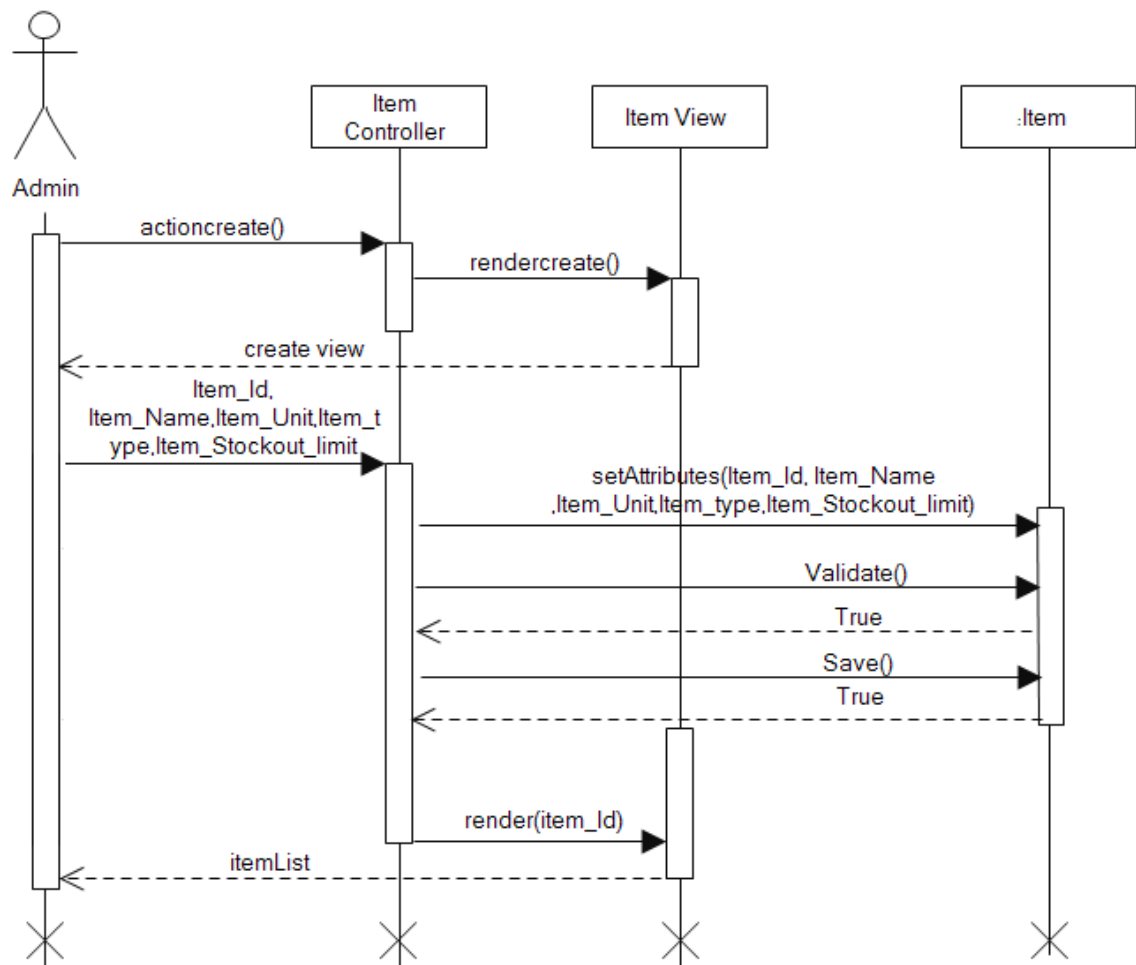 Item
Controller
Item View
:Item
Admin
actioncreate()
rendercreate()
create view
Item_Id,
Item_Name,Item_Unit,Item_t
ype,Item_Stockout_limit
setAttributes(Item_Id, Item_Name
,Item_Unit,Item_type,Item_Stockout_limit)
Validate()
True
Save()
True
render(item_Id)
itemList